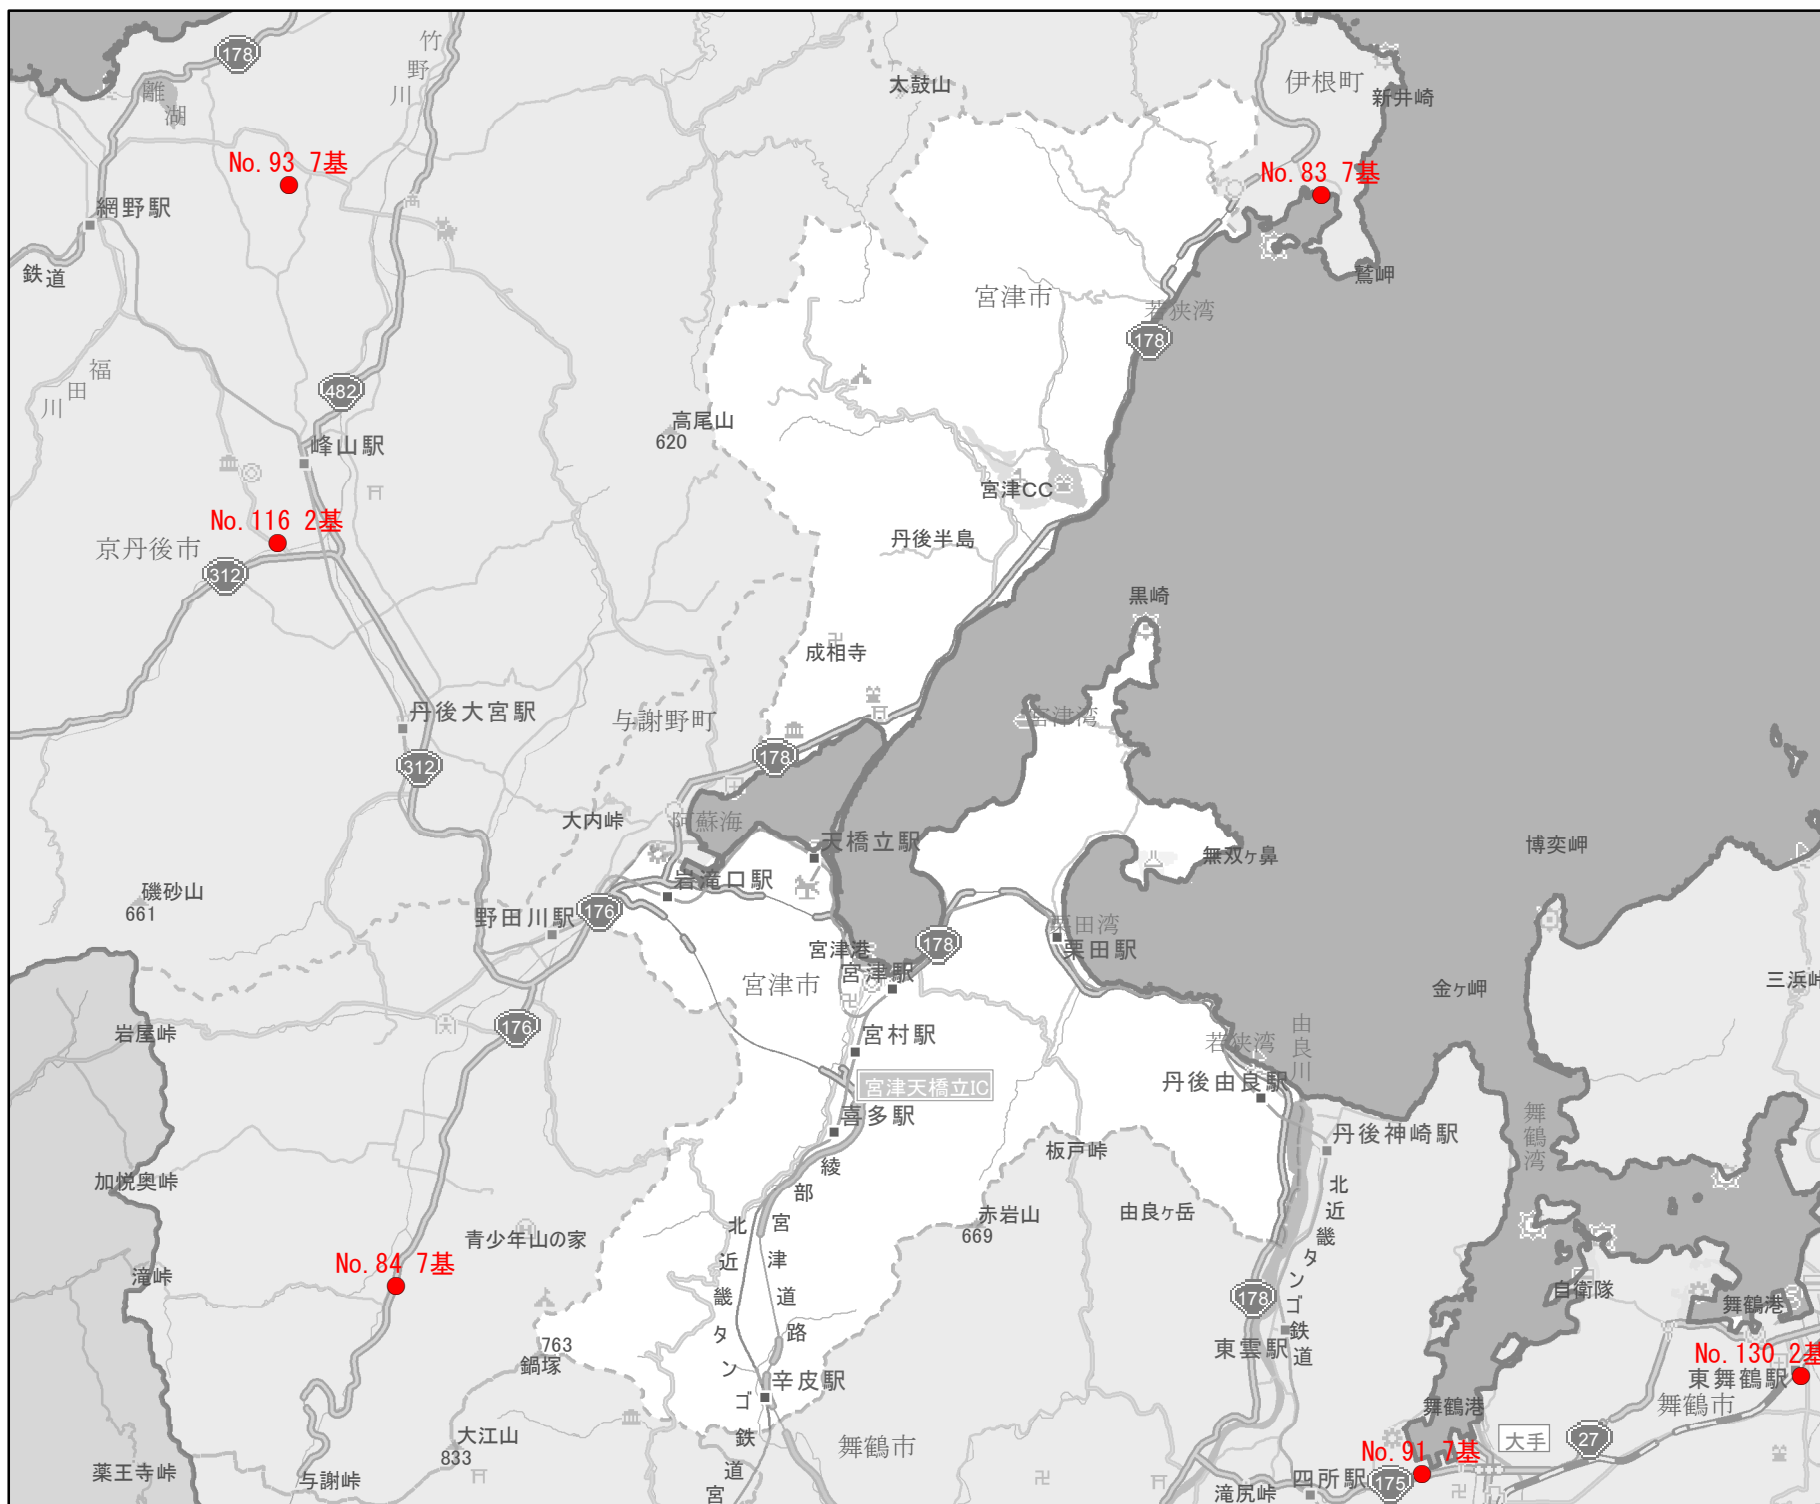 178
竹野川
離湖
太鼓山
伊根町
新井崎
No.93 7基
No.83 7基
網野駅
鉄道
鷲岬
宮津市
若狭湾
178
福田川
482
高尾山
620
峰山駅
宮津CC
No.116 2基
京丹後市
312
丹後半島
黒崎
成相寺
丹後大宮駅
与謝野町
宮津湾
312
178
大内峠
阿蘇海
天橋立駅
無双ヶ鼻
博奕岬
磯砂山
661
岩滝口駅
野田川駅
176
宮津港
178
栗田湾
栗田駅
宮津駅
宮津市
金ヶ岬
三浜峠
岩屋峠
176
宮村駅
若狭湾
由良川
宮津天橋立IC
丹後由良駅
喜多駅
舞鶴湾
丹後神崎駅
板戸峠
加悦奥峠
綾部宮津道路
北近畿タンゴ鉄道
赤岩山
669
由良ヶ岳
北近畿タンゴ鉄道
青少年山の家
No.84 7基
滝峠
178
自衛隊
舞鶴港
763
鍋塚
東雲駅
No.130 2基
東舞鶴駅
辛皮駅
舞鶴港
舞鶴市
大江山
833
舞鶴市
大手
27
No.91 7基
薬王寺峠
与謝峠
宮
四所駅
175
滝尻峠